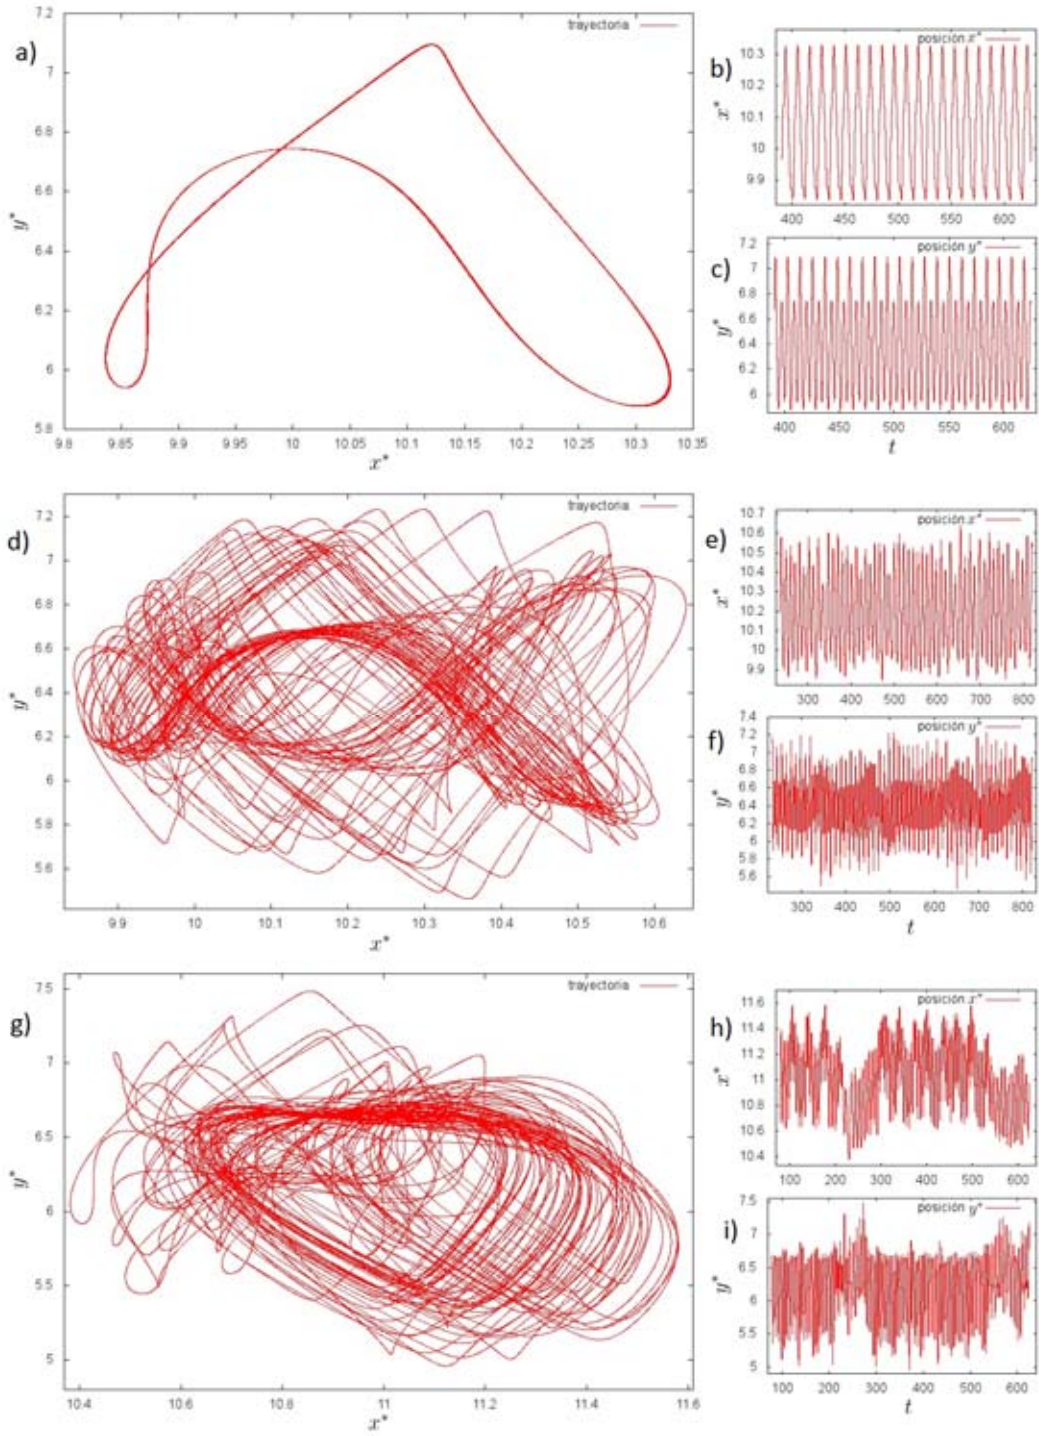 a)
trayectoria
7.2
7
6.8
6.6
6.4
6.2
6
5.8
y*
9.8 9.85 9.9 9.95 10 10.05 10.1 10.15 10.2 10.25 10.3 10.35
x*
b)
posición x*
10.3
10.2
10.1
10
9.9
x*
400 450 500 550 600
c)
posición y*
7.2
7
6.8
6.6
6.4
6.2
6
y*
400 450 500 550 600
t
d)
trayectoria
7.2
7
6.8
6.6
6.4
6.2
6
5.8
5.6
y*
9.9 10 10.1 10.2 10.3 10.4 10.5 10.6
x*
e)
posición x*
10.7
10.6
10.5
10.4
10.3
10.2
10.1
10
9.9
x*
300 400 500 600 700 800
f)
posición y*
7.4
7.2
7
6.8
6.6
6.4
6.2
6
5.8
5.6
y*
300 400 500 600 700 800
t
g)
trayectoria
7.5
7
6.5
6
5.5
5
y*
10.4 10.6 10.8 11 11.2 11.4 11.6
x*
h)
posición x*
11.6
11.4
11.2
11
10.8
10.6
10.4
x*
100 200 300 400 500 600
i)
posición y*
7.5
7
6.5
6
5.5
5
y*
100 200 300 400 500 600
t